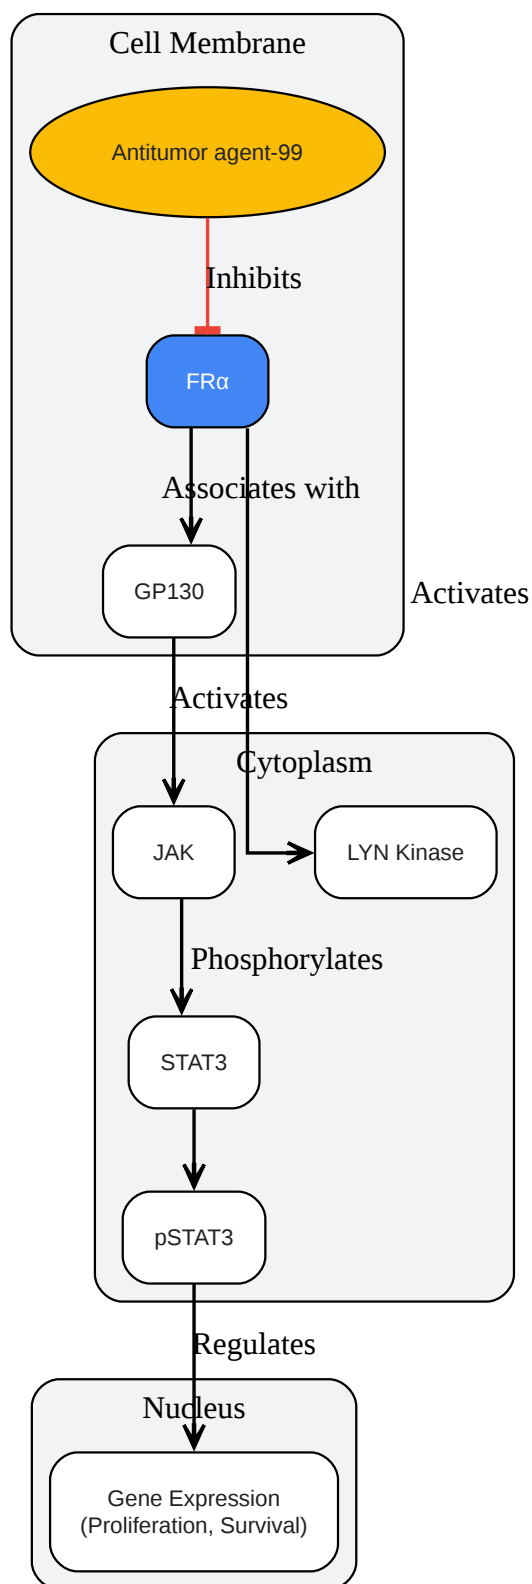 Cell Membrane
Antitumor agent-99
Inhibits
FRα
Associates with
GP130
Activates
Activates
Cytoplasm
JAK
LYN Kinase
Phosphorylates
STAT3
pSTAT3
Regulates
Nucleus
Gene Expression
(Proliferation, Survival)